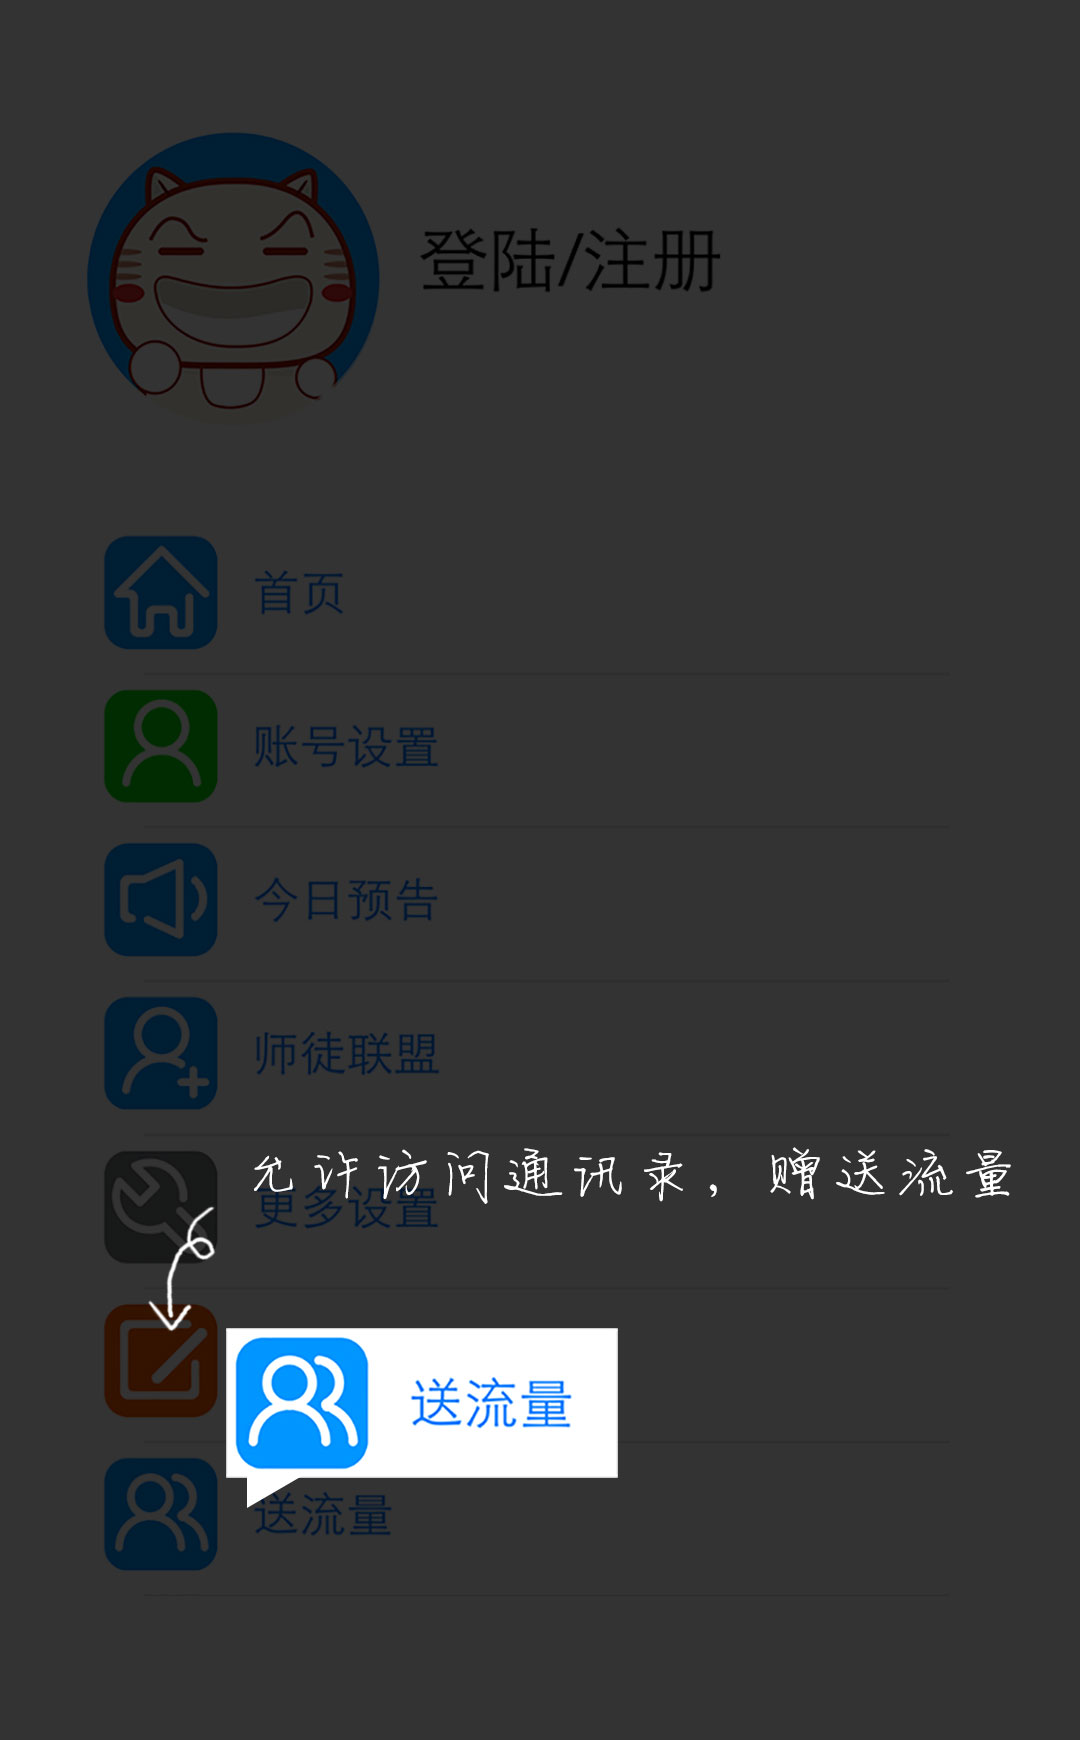 登陆/注册
首页
账号设置
今日预告
师徒联盟
允许访问通讯录，赠送流量
更多设置
送流量
送流量